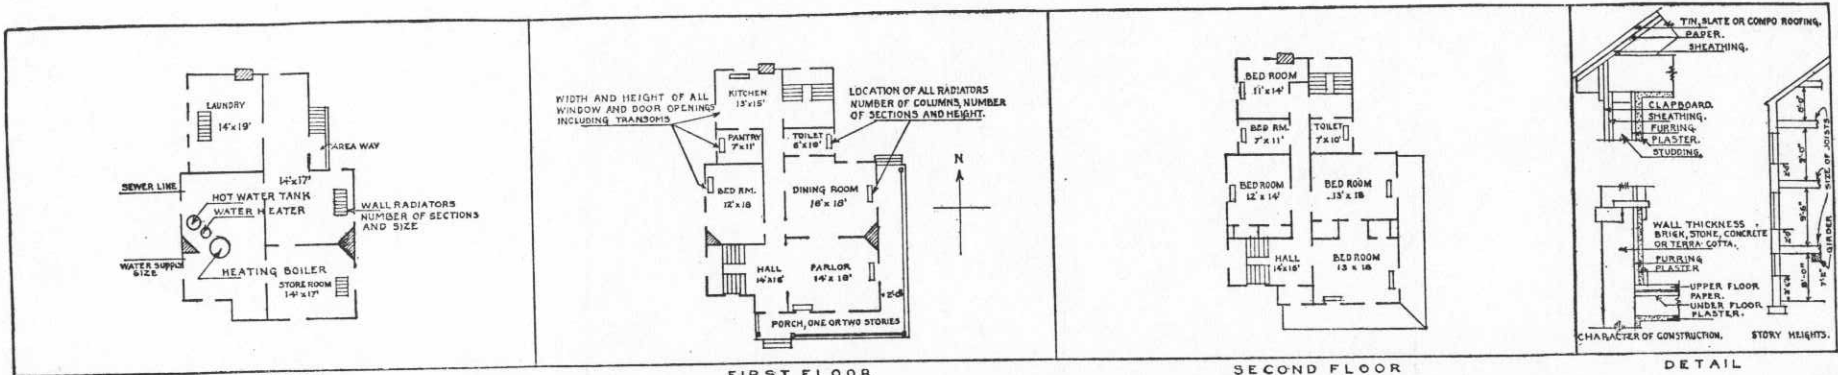 LAUNDRY
14'x19'
AREA WAY
14'x17'
SEWER LINE
HOT WATER TANK
WATER HEATER
WALL RADIATORS
NUMBER OF SECTIONS
AND SIZE
WATER SUPPLY
SIZE
HEATING BOILER
STORE ROOM
14'x17'
WIDTH AND HEIGHT OF ALL
WINDOW AND DOOR OPENINGS
INCLUDING TRANSOMS
KITCHEN
13'x15'
LOCATION OF ALL RADIATORS
NUMBER OF COLUMNS, NUMBER
OF SECTIONS AND HEIGHT.
PANTRY
7'x11'
TOILET
N
BED RM.
12'x18
DINING ROOM
HALL
14'x18'
PARLOR
14'x18'
PORCH, ONE OR TWO STORIES
FIRST FLOOR
BED ROOM
11'x14'
BED RM.
7'x11'
TOILET
7'x10'
BED ROOM
12'x14'
BED ROOM
13'x18
HALL
14'x18'
BED ROOM
13 x 18
SECOND FLOOR
TIN, SLATE OR COMPO ROOFING.
PAPER.
SHEATHING.
CLAPBOARD.
SHEATHING.
FURRING.
PLASTER.
STUDDING.
SIZE OF JOISTS
WALL THICKNESS
BRICK, STONE, CONCRETE
OR TERRA-COTTA.
FURRING
PLASTER
GIRDER
UPPER FLOOR
PAPER.
UNDER FLOOR
PLASTER.
CHARACTER OF CONSTRUCTION.
STORY HEIGHTS.
DETAIL